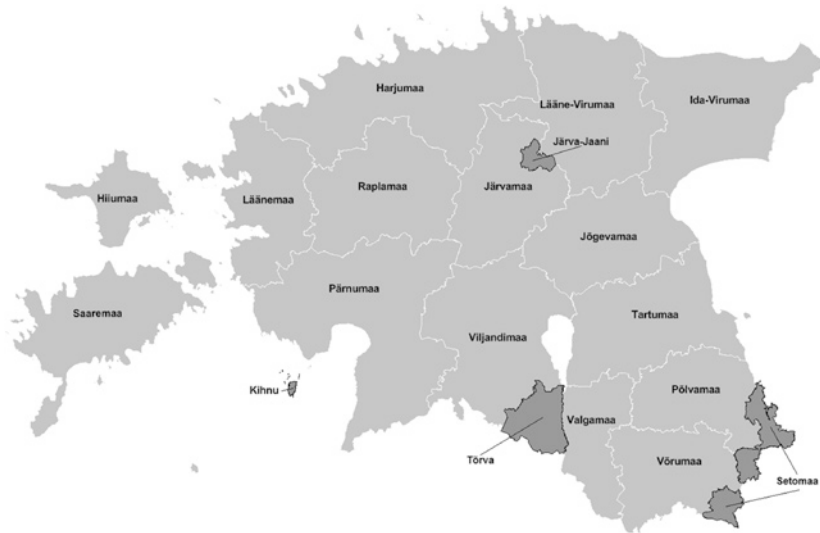 Harjumaa
Lääne-Virumaa
Ida-Virumaa
Järva-Jaani
Hiiumaa
Läänemaa
Raplamaa
Järvamaa
Jõgevamaa
Pärnumaa
Saaremaa
Tartumaa
Viljandimaa
Kihnu
Põlvamaa
Valgamaa
Tõrva
Võrumaa
Setomaa